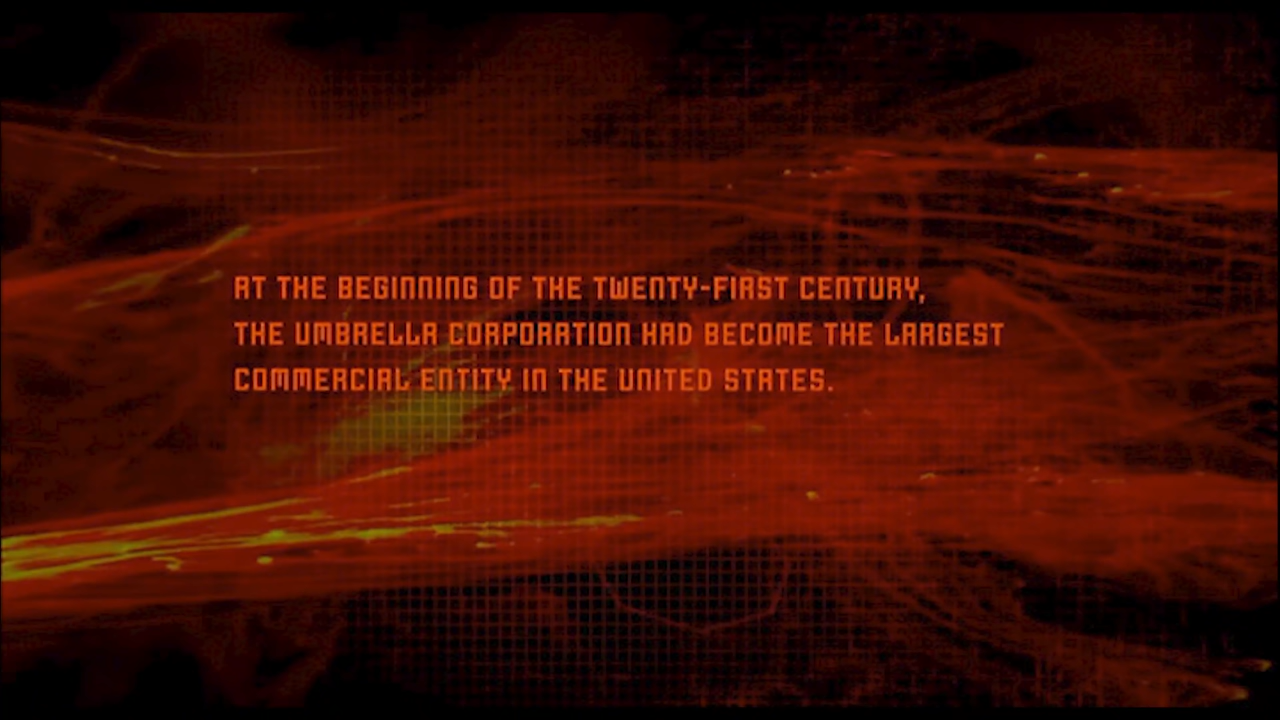 AT THE BEGINNING OF THE TWENTY-FIRST CENTURY,
THE UMBRELLA CORPORATION HAD BECOME THE LARGEST
COMMERCIAL ENTITY IN THE UNITED STATES.